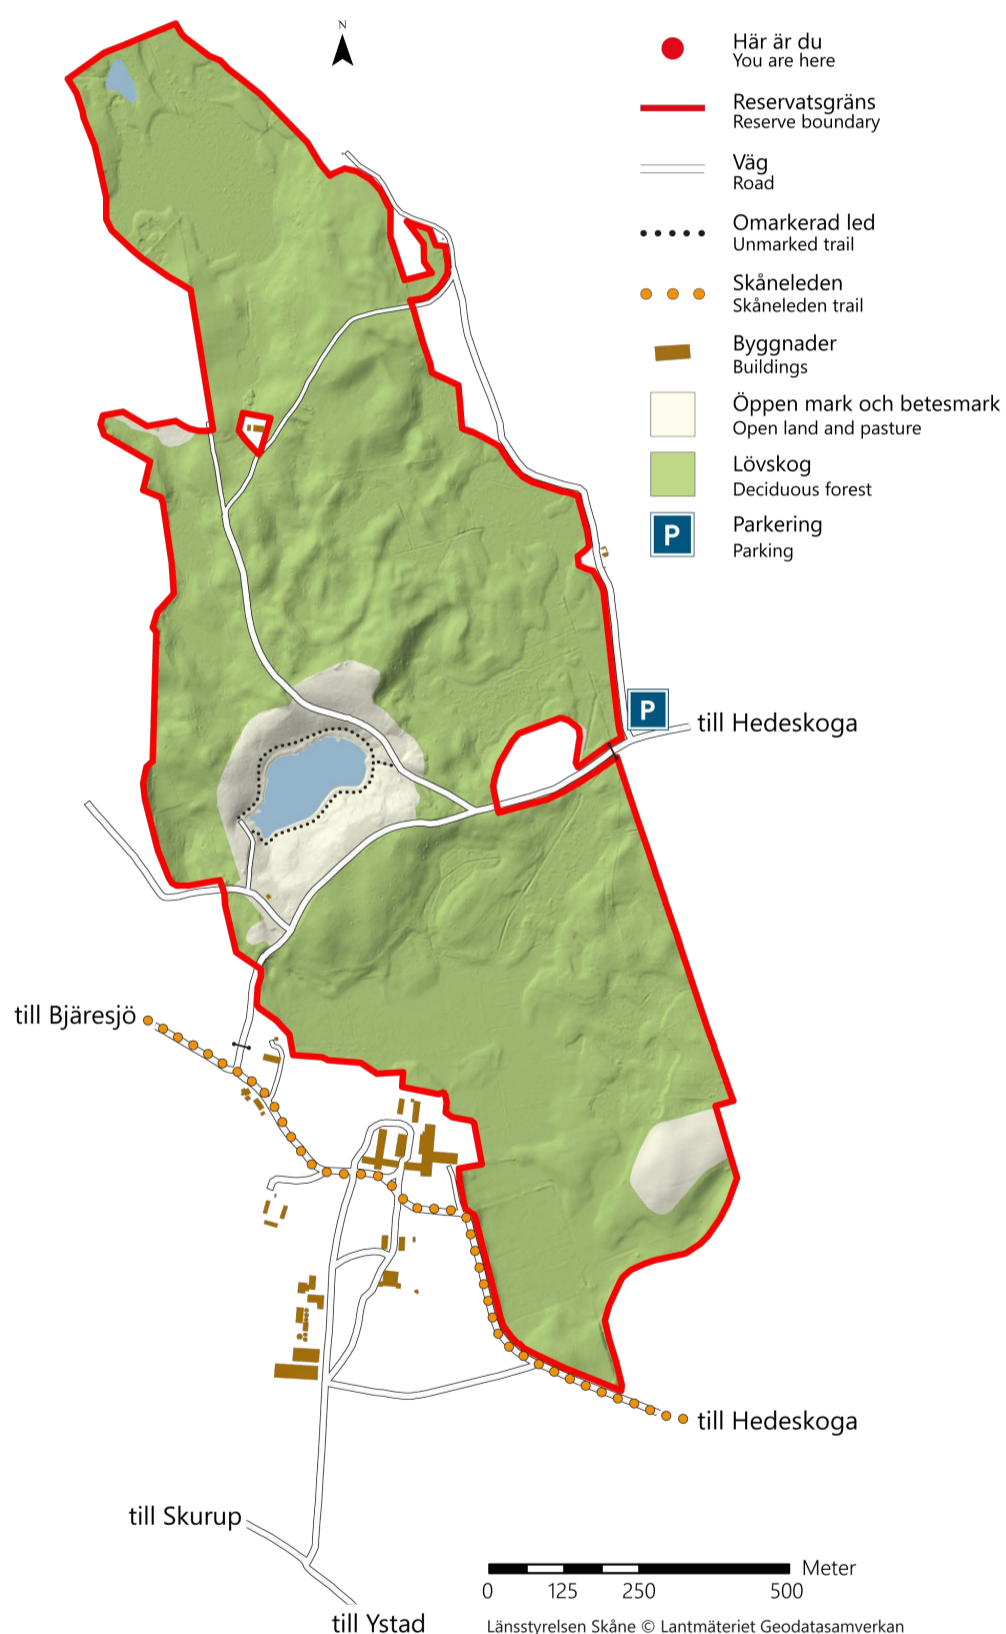 N
Här är du
You are here
Reservatsgräns
Reserve boundary
Väg
Road
Omarkerad led
Unmarked trail
Skåneleden
Skåneleden trail
Byggnader
Buildings
Öppen mark och betesmark
Open land and pasture
Lövskog
Deciduous forest
P
Parkering
Parking
P
till Hedeskoga
till Bjäresjö
till Hedeskoga
till Skurup
till Ystad
Meter
0 125 250 500
Länsstyrelsen Skåne © Lantmäteriet Geodatasamverkan